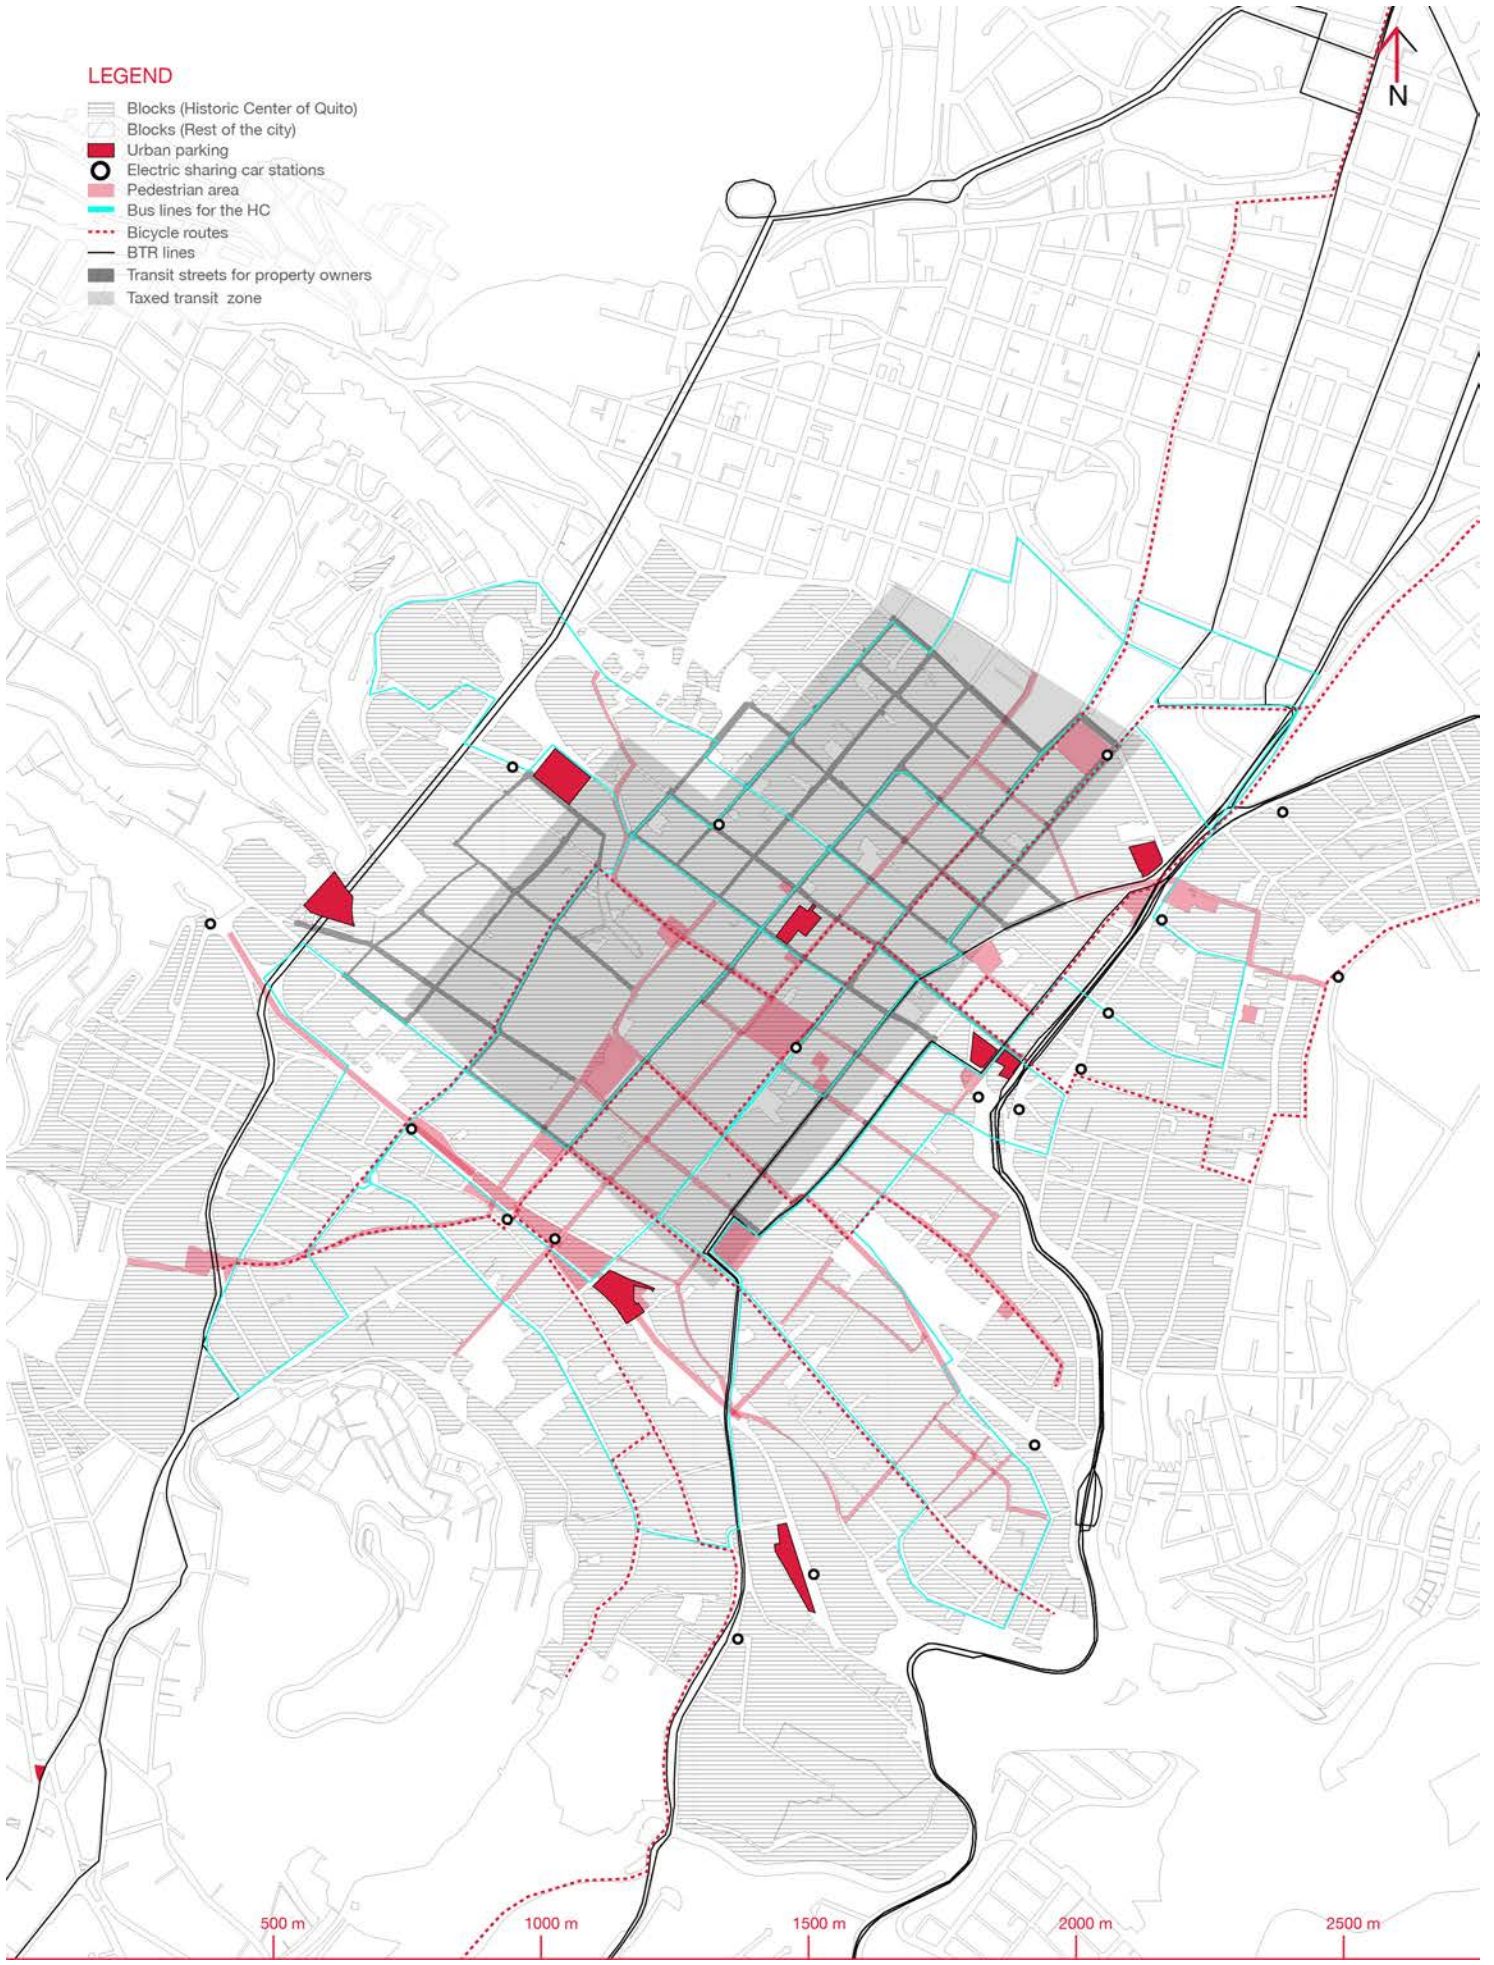 LEGEND
Blocks (Historic Center of Quito)
Blocks (Rest of the city)
Urban parking
Electric sharing car stations
Pedestrian area
Bus lines for the HC
Bicycle routes
BTR lines
Transit streets for property owners
Taxed transit zone
N
500 m
1000 m
1500 m
2000 m
2500 m